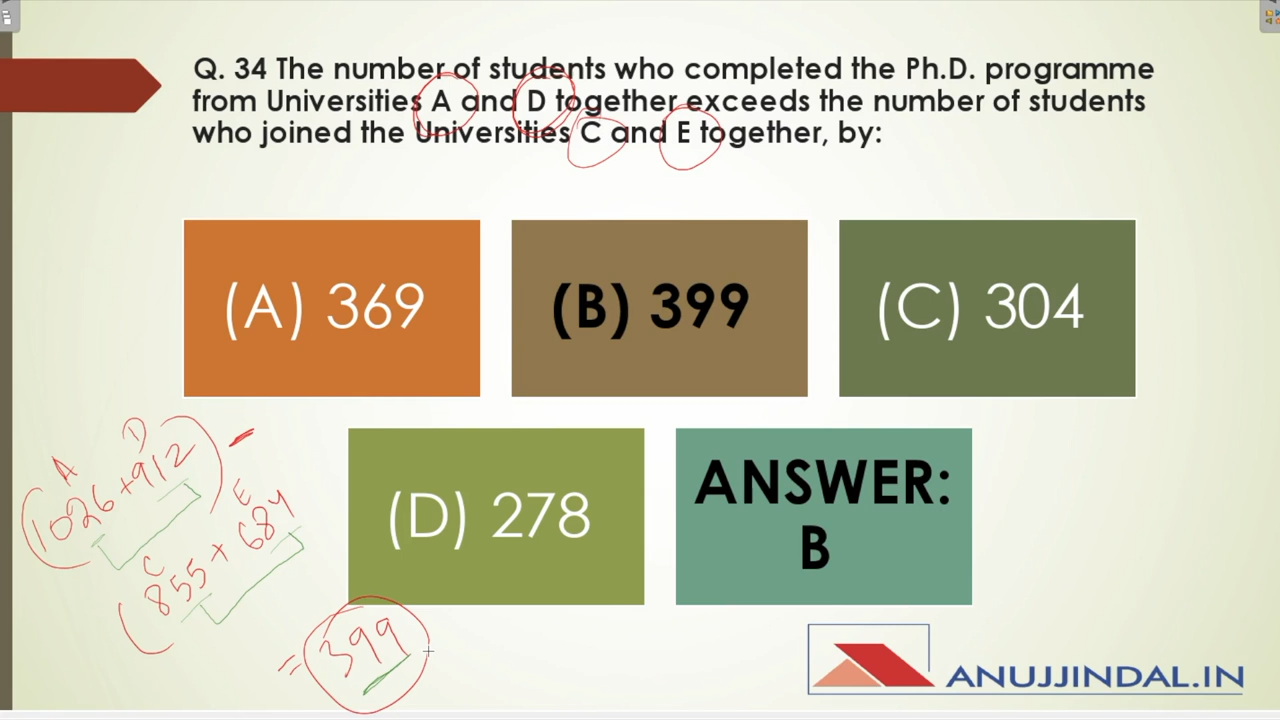 Q. 34 The number of students who completed the Ph.D. programme
from Universities A and D together exceeds the number of students
who joined the Universities C and E together, by:
(A) 369
(B) 399
(C) 304
(D) 278
ANSWER:
B
A D
(1026+912) -
C E
(855+684
= 399
ANUJJINDAL.IN